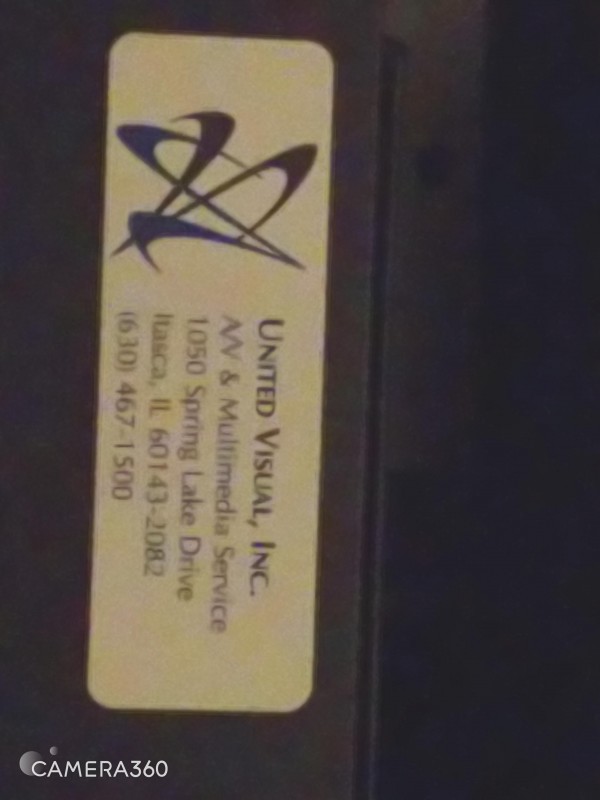 UNITED VISUAL, INC.
A/V & Multimedia Service
1050 Spring Lake Drive
Itasca, IL 60143-2082
(630) 467-1500
CAMERA360